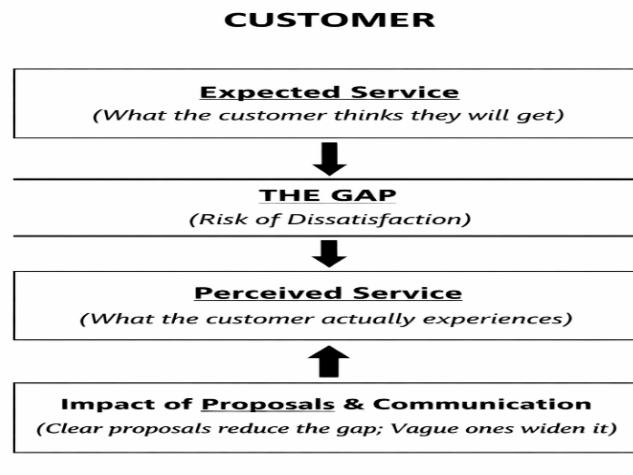 CUSTOMER
Expected Service
(What the customer thinks they will get)
THE GAP
(Risk of Dissatisfaction)
Perceived Service
(What the customer actually experiences)
Impact of Proposals & Communication
(Clear proposals reduce the gap; Vague ones widen it)